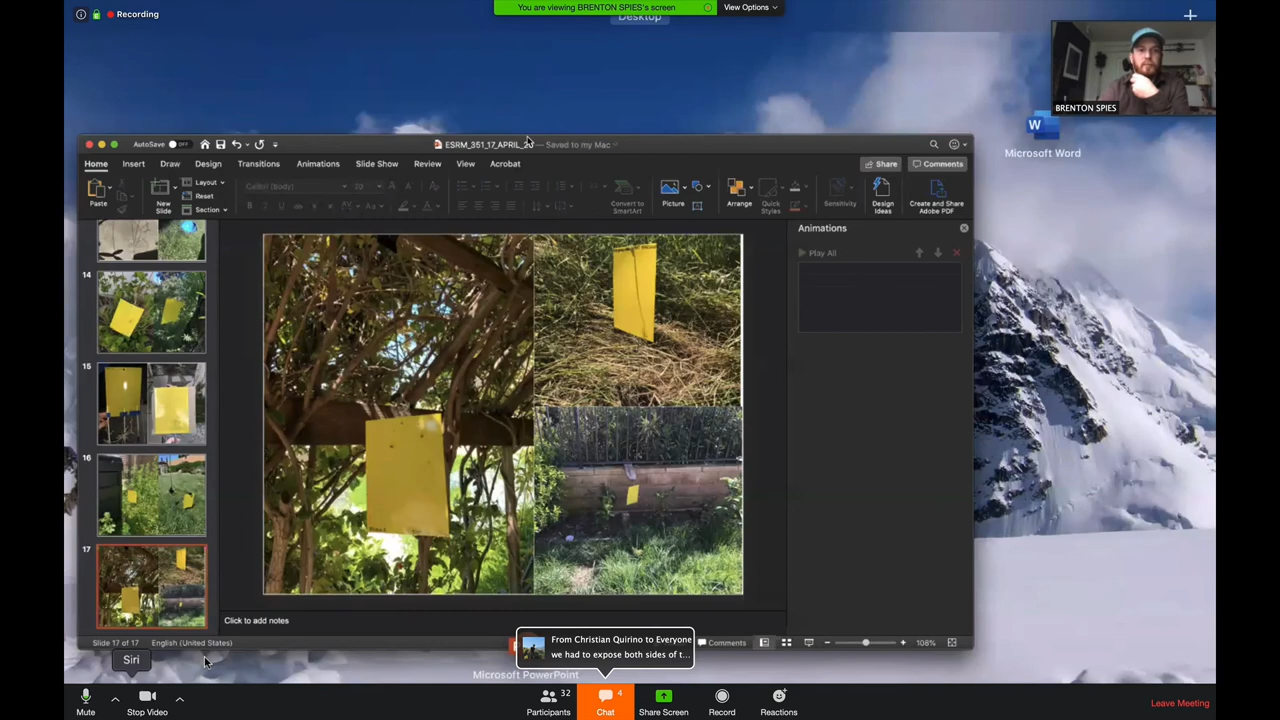 Recording
You are viewing BRENTON SPIES's screen
View Options
Desktop
BRENTON SPIES
Microsoft Word
AutoSave OFF
— Saved to my Mac
Home Insert Draw Design Transitions Animations Slide Show Review View Acrobat
Share Comments
Paste
New Slide
Layout
Reset
Section
Calibri (Body)
Convert to SmartArt
Picture
Arrange
Quick Styles
Sensitivity
Design Ideas
Create and Share Adobe PDF
14
15
16
17
Animations
Play All
Click to add notes
Slide 17 of 17 English (United States)
Comments
108%
Siri
From Christian Quirino to Everyone
we had to expose both sides of t...
Microsoft PowerPoint
Mute
Stop Video
32
Participants
4
Chat
Share Screen
Record
Reactions
Leave Meeting